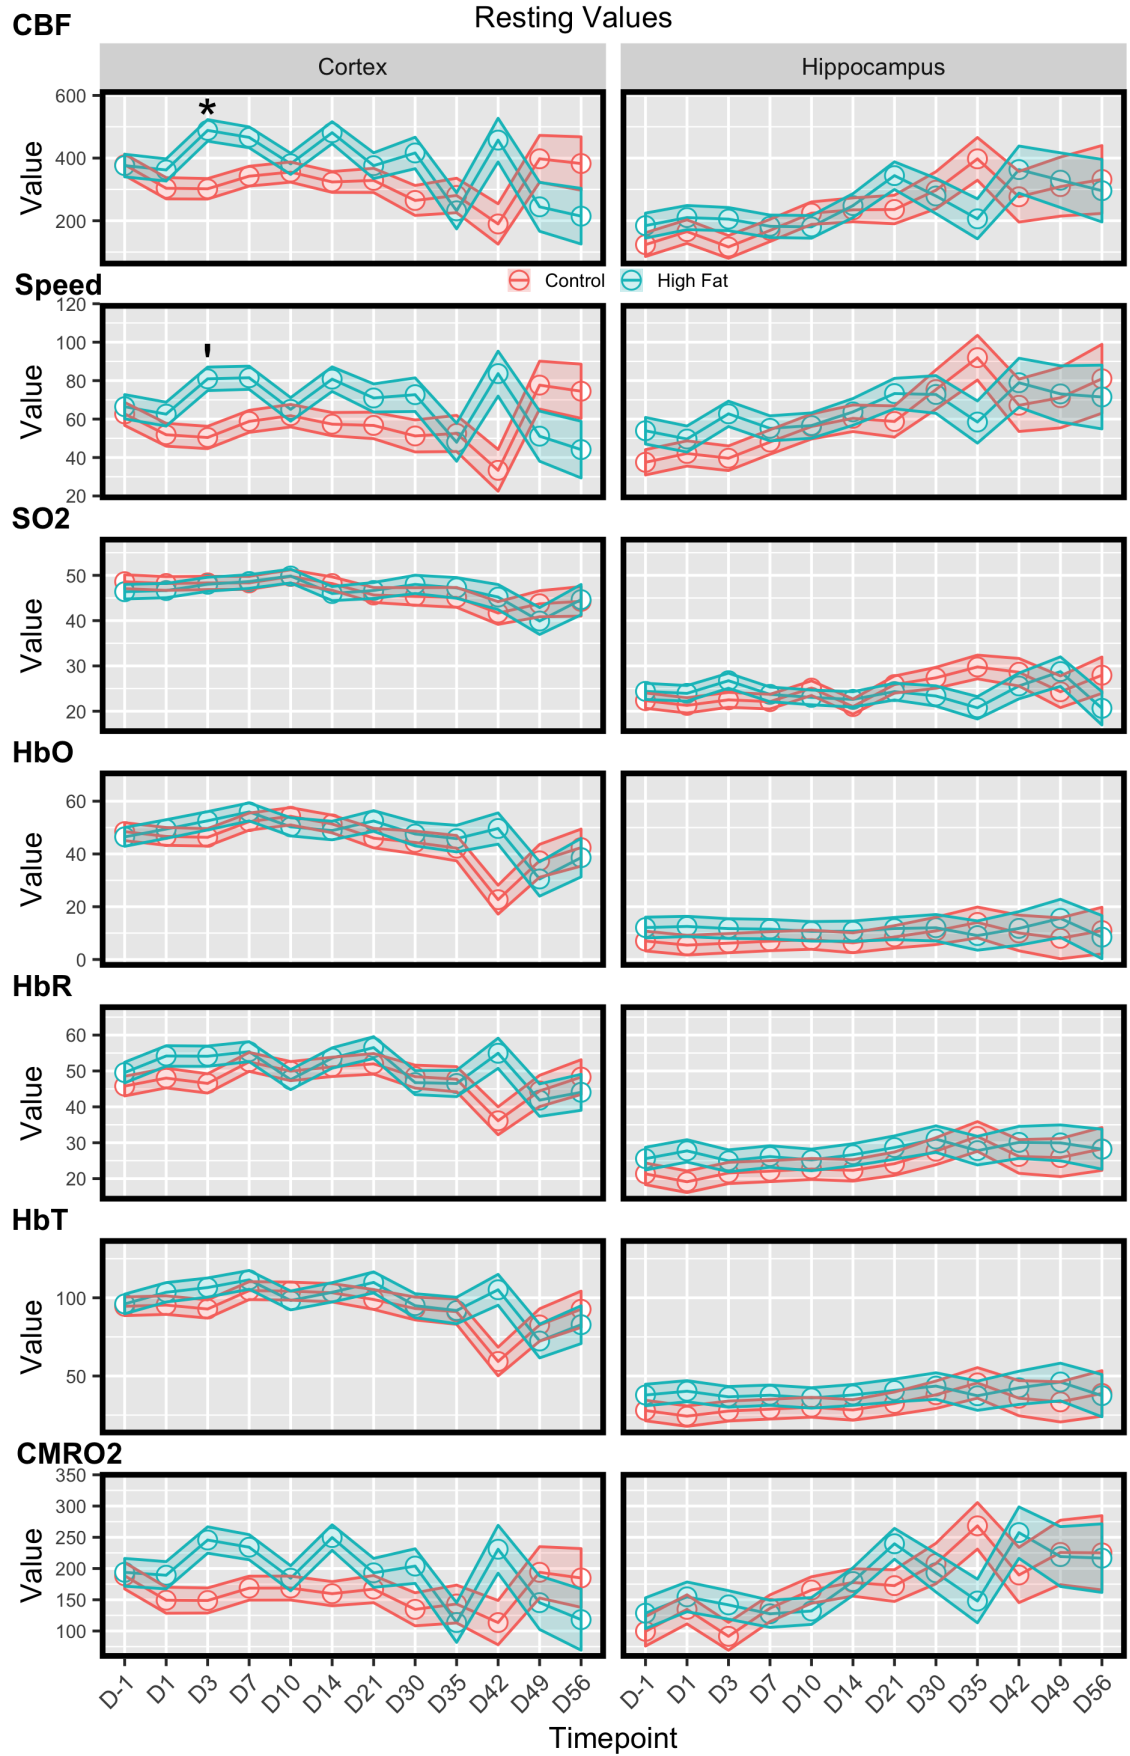 Resting Values
CBF
Cortex
Hippocampus
600
400
200
Value
*
Control
High Fat
Speed
120
100
80
60
40
20
Value
'
SO2
50
40
30
20
Value
HbO
60
40
20
0
Value
HbR
60
50
40
30
20
Value
HbT
100
50
Value
CMRO2
350
300
250
200
150
100
Value
D-1 D1 D3 D7 D10 D14 D21 D30 D35 D42 D49 D56
D-1 D1 D3 D7 D10 D14 D21 D30 D35 D42 D49 D56
Timepoint